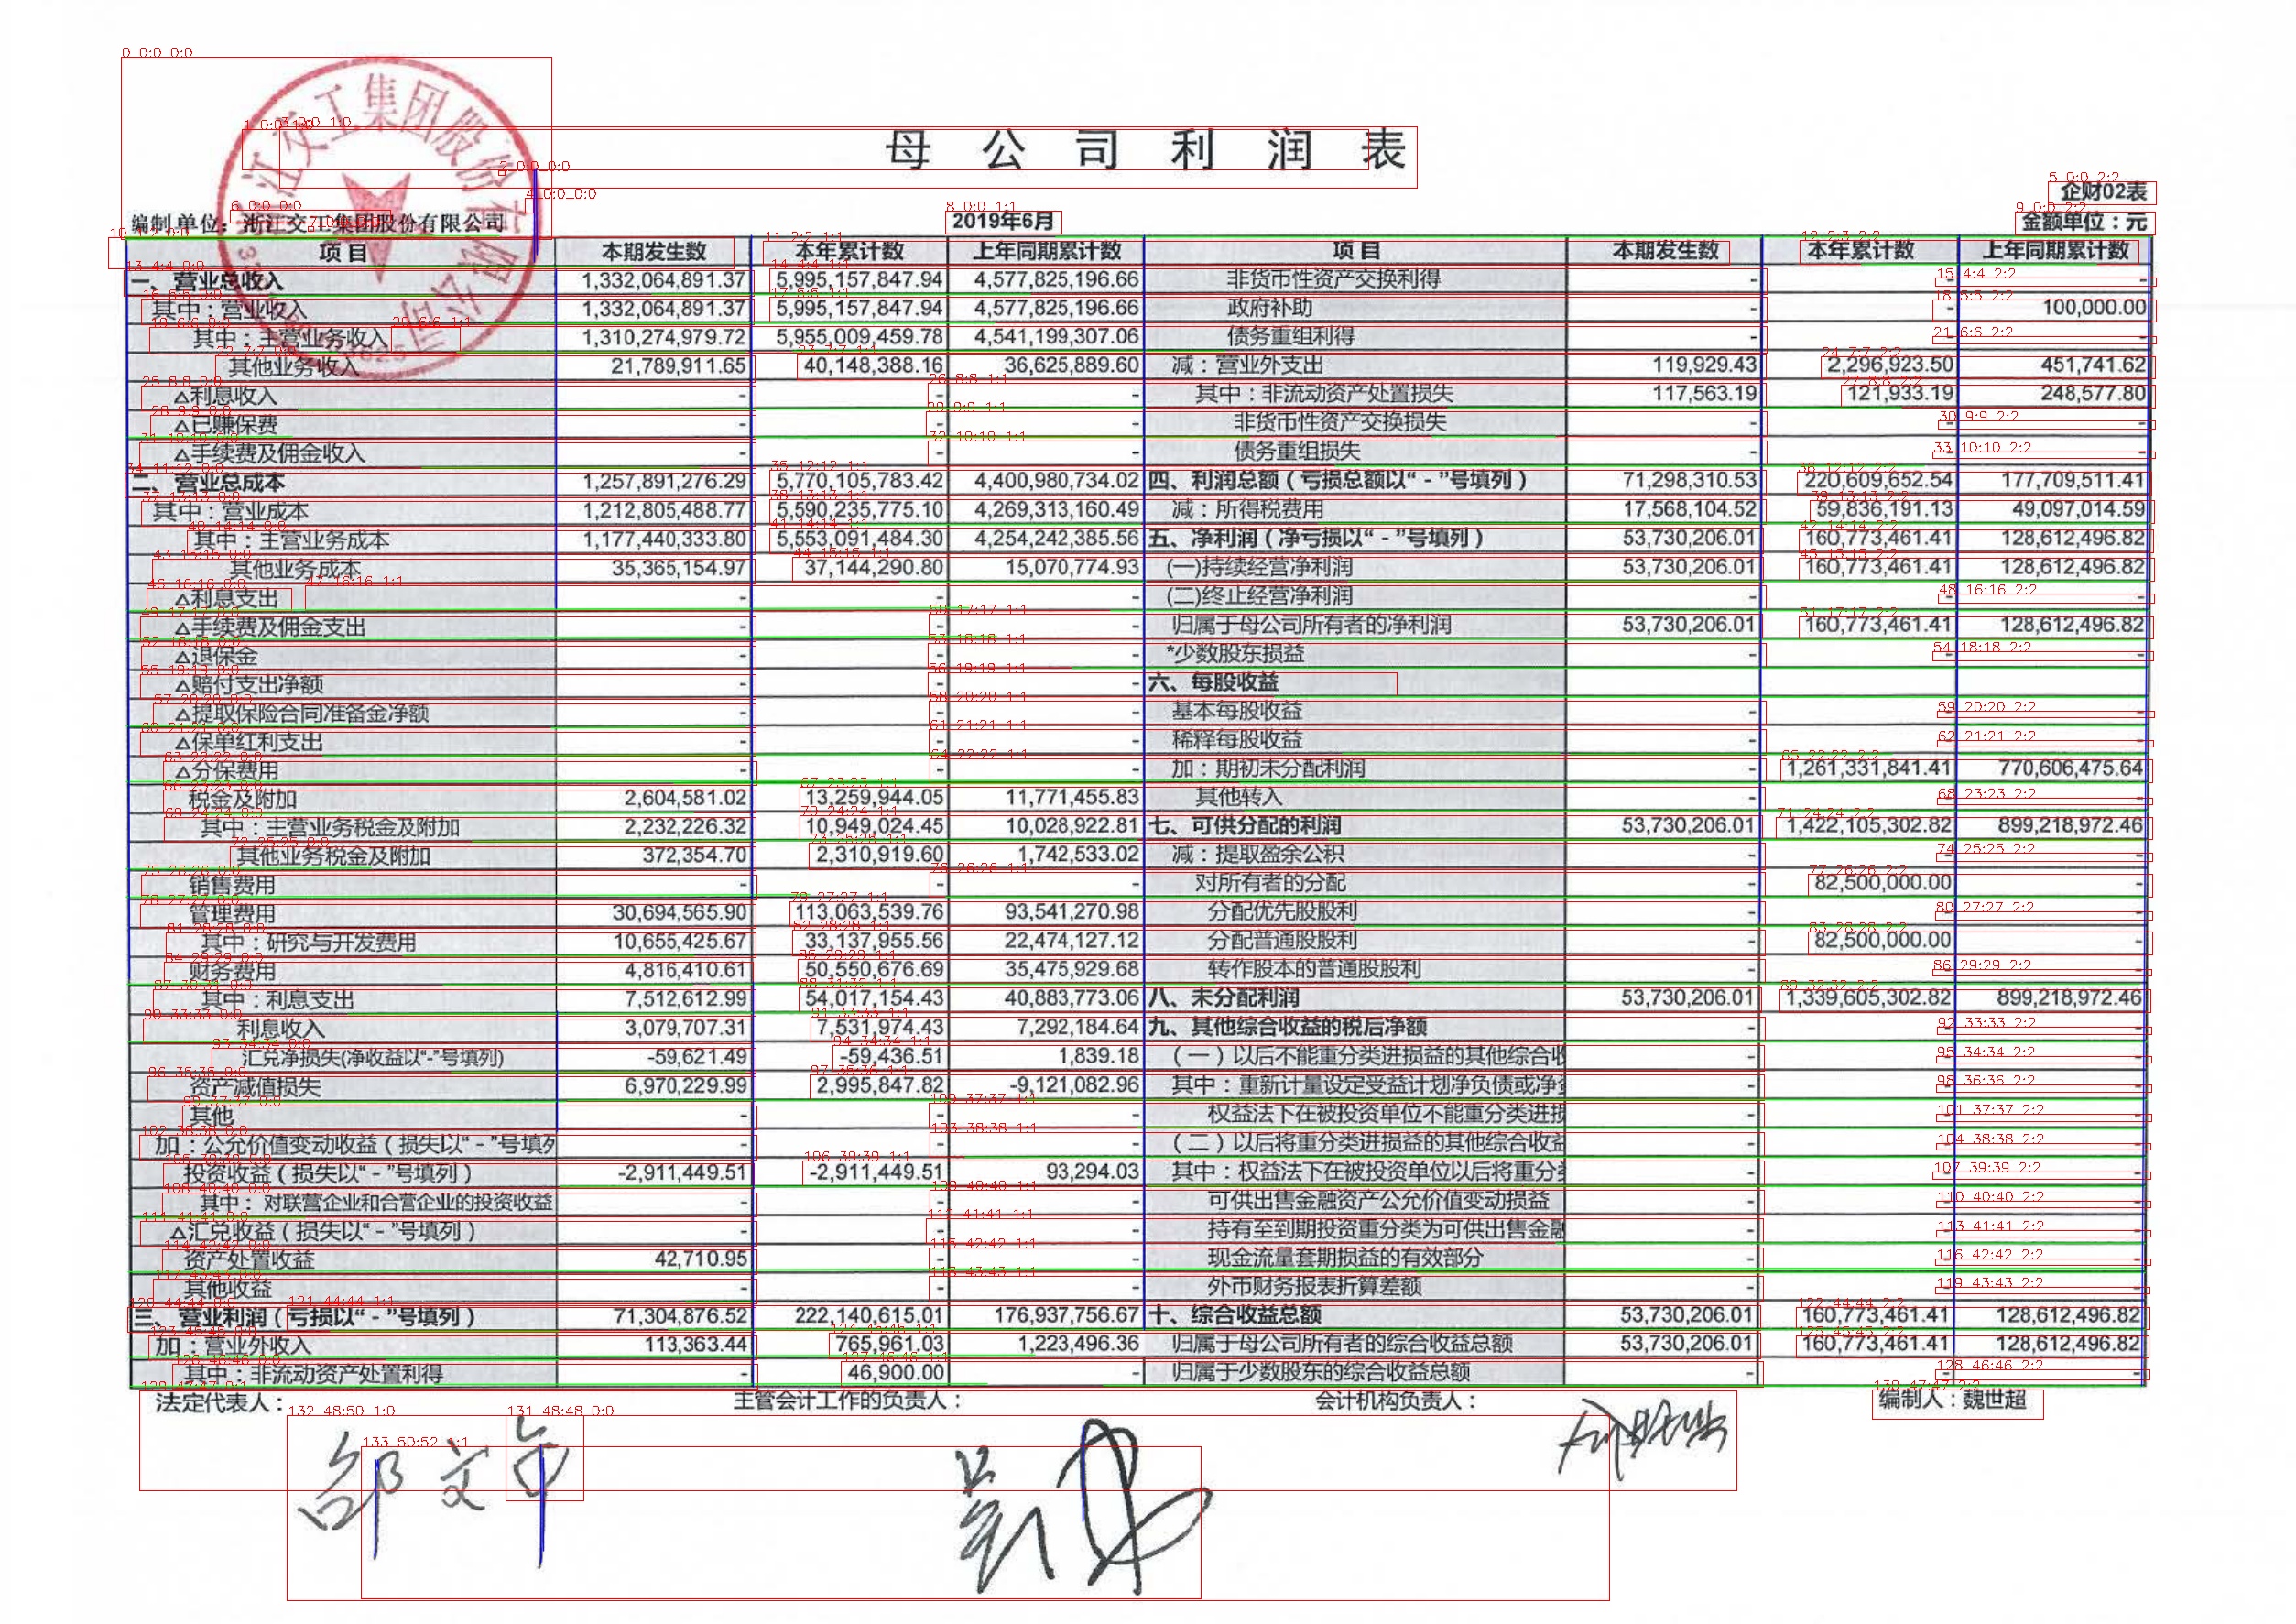 母公司利润表
企财02表
编制单位：浙江交工集团股份有限公司 2019年6月 金额单位：元
项目 本期发生数 本年累计数 上年同期累计数 项目 本期发生数 本年累计数 上年同期累计数
一、营业总收入 1,332,064,891.37 5,995,157,847.94 4,577,825,196.66 非货币性资产交换利得 - - -
其中：营业收入 1,332,064,891.37 5,995,157,847.94 4,577,825,196.66 政府补助 - - 100,000.00
其中：主营业务收入 1,310,274,979.72 5,955,009,459.78 4,541,199,307.06 债务重组利得 - - -
其他业务收入 21,789,911.65 40,148,388.16 36,625,889.60 减：营业外支出 119,929.43 2,296,923.50 451,741.62
△利息收入 - - - 其中：非流动资产处置损失 117,563.19 121,933.19 248,577.80
△已赚保费 - - - 非货币性资产交换损失 - - -
△手续费及佣金收入 - - - 债务重组损失 - - -
二、营业总成本 1,257,891,276.29 5,770,105,783.42 4,400,980,734.02 四、利润总额（亏损总额以“-”号填列） 71,298,310.53 220,609,652.54 177,709,511.41
其中：营业成本 1,212,805,488.77 5,590,235,775.10 4,269,313,160.49 减：所得税费用 17,568,104.52 59,836,191.13 49,097,014.59
其中：主营业务成本 1,177,440,333.80 5,553,091,484.30 4,254,242,385.56 五、净利润（净亏损以“-”号填列） 53,730,206.01 160,773,461.41 128,612,496.82
其他业务成本 35,365,154.97 37,144,290.80 15,070,774.93 (一)持续经营净利润 53,730,206.01 160,773,461.41 128,612,496.82
△利息支出 - - - (二)终止经营净利润 - - -
△手续费及佣金支出 - - - 归属于母公司所有者的净利润 53,730,206.01 160,773,461.41 128,612,496.82
△退保金 - - - *少数股东损益 - - -
△赔付支出净额 - - - 六、每股收益
△提取保险合同准备金净额 - - - 基本每股收益 - - -
△保单红利支出 - - - 稀释每股收益 - - -
△分保费用 - - - 加：期初未分配利润 - 1,261,331,841.41 770,606,475.64
税金及附加 2,604,581.02 13,259,944.05 11,771,455.83 其他转入 - - -
其中：主营业务税金及附加 2,232,226.32 10,949,024.45 10,028,922.81 七、可供分配的利润 53,730,206.01 1,422,105,302.82 899,218,972.46
其他业务税金及附加 372,354.70 2,310,919.60 1,742,533.02 减：提取盈余公积 - - -
销售费用 - - - 对所有者的分配 - 82,500,000.00 -
管理费用 30,694,565.90 113,063,539.76 93,541,270.98 分配优先股股利 - - -
其中：研究与开发费用 10,655,425.67 33,137,955.56 22,474,127.12 分配普通股股利 - 82,500,000.00 -
财务费用 4,816,410.61 50,550,676.69 35,475,929.68 转作股本的普通股股利 - - -
其中：利息支出 7,512,612.99 54,017,154.43 40,883,773.06 八、未分配利润 53,730,206.01 1,339,605,302.82 899,218,972.46
利息收入 3,079,707.31 7,531,974.43 7,292,184.64 九、其他综合收益的税后净额 - - -
汇兑净损失(净收益以“-”号填列) -59,621.49 -59,436.51 1,839.18 （一）以后不能重分类进损益的其他综合收 - - -
资产减值损失 6,970,229.99 2,995,847.82 -9,121,082.96 其中：重新计量设定受益计划净负债或净资 - - -
其他 - - - 权益法下在被投资单位不能重分类进损 - - -
加：公允价值变动收益（损失以“-”号填列 - - - （二）以后将重分类进损益的其他综合收益 - - -
投资收益（损失以“-”号填列） -2,911,449.51 -2,911,449.51 93,294.03 其中：权益法下在被投资单位以后将重分类 - - -
其中：对联营企业和合营企业的投资收益 - - - 可供出售金融资产公允价值变动损益 - - -
△汇兑收益（损失以“-”号填列） - - - 持有至到期投资重分类为可供出售金融 - - -
资产处置收益 42,710.95 - - 现金流量套期损益的有效部分 - - -
其他收益 - - - 外币财务报表折算差额 - - -
三、营业利润（亏损以“-”号填列） 71,304,876.52 222,140,615.01 176,937,756.67 十、综合收益总额 53,730,206.01 160,773,461.41 128,612,496.82
加：营业外收入 113,363.44 765,961.03 1,223,496.36 归属于母公司所有者的综合收益总额 53,730,206.01 160,773,461.41 128,612,496.82
其中：非流动资产处置利得 - 46,900.00 - 归属于少数股东的综合收益总额 - - -
法定代表人： 主管会计工作的负责人： 会计机构负责人： 编制人：魏世超